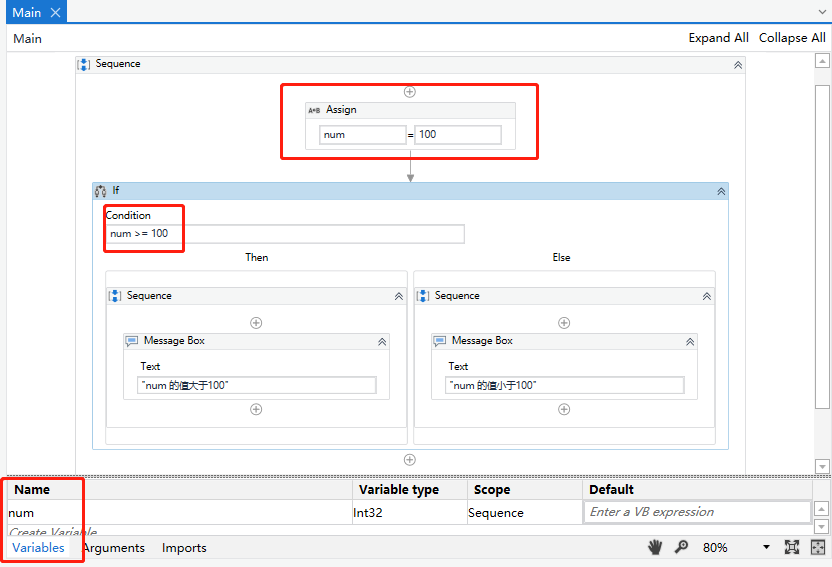 Main
Main Expand All Collapse All
Sequence
A+B Assign
num = 100
If
Condition
num >= 100
Then Else
Sequence Sequence
Message Box Message Box
Text Text
"num 的值大于100" "num 的值小于100"
Name Variable type Scope Default
num Int32 Sequence Enter a VB expression
Create Variable
Variables Arguments Imports 80%